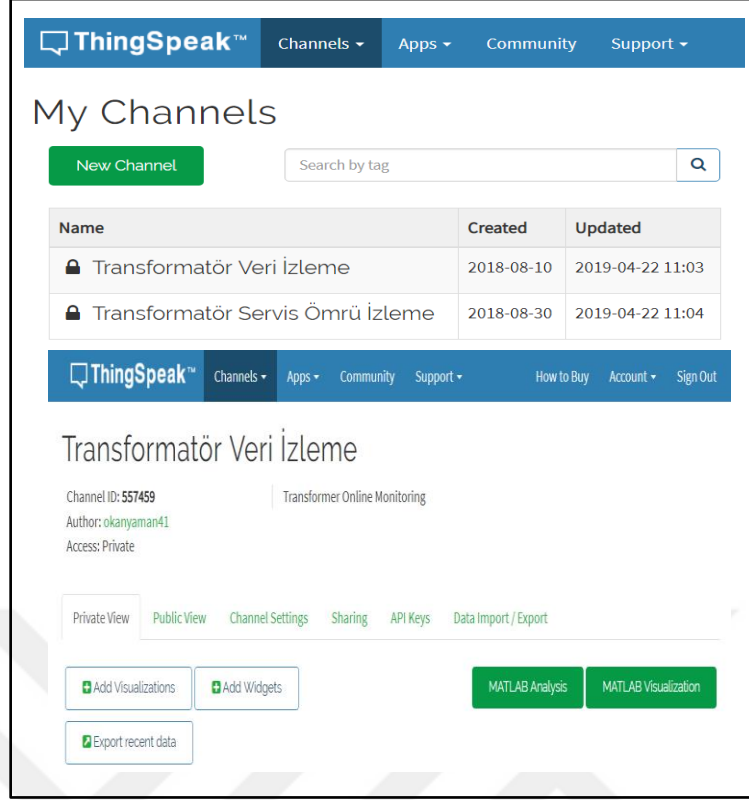 ThingSpeak™ Channels Apps Community Support
My Channels
New Channel Search by tag
Name Created Updated
Transformatör Veri İzleme 2018-08-10 2019-04-22 11:03
Transformatör Servis Ömrü İzleme 2018-08-30 2019-04-22 11:04
ThingSpeak™ Channels Apps Community Support How to Buy Account Sign Out
Transformatör Veri İzleme
Channel ID: 557459 Transformer Online Monitoring
Author: okanyaman41
Access: Private
Private View Public View Channel Settings Sharing API Keys Data Import / Export
Add Visualizations Add Widgets MATLAB Analysis MATLAB Visualization
Export recent data